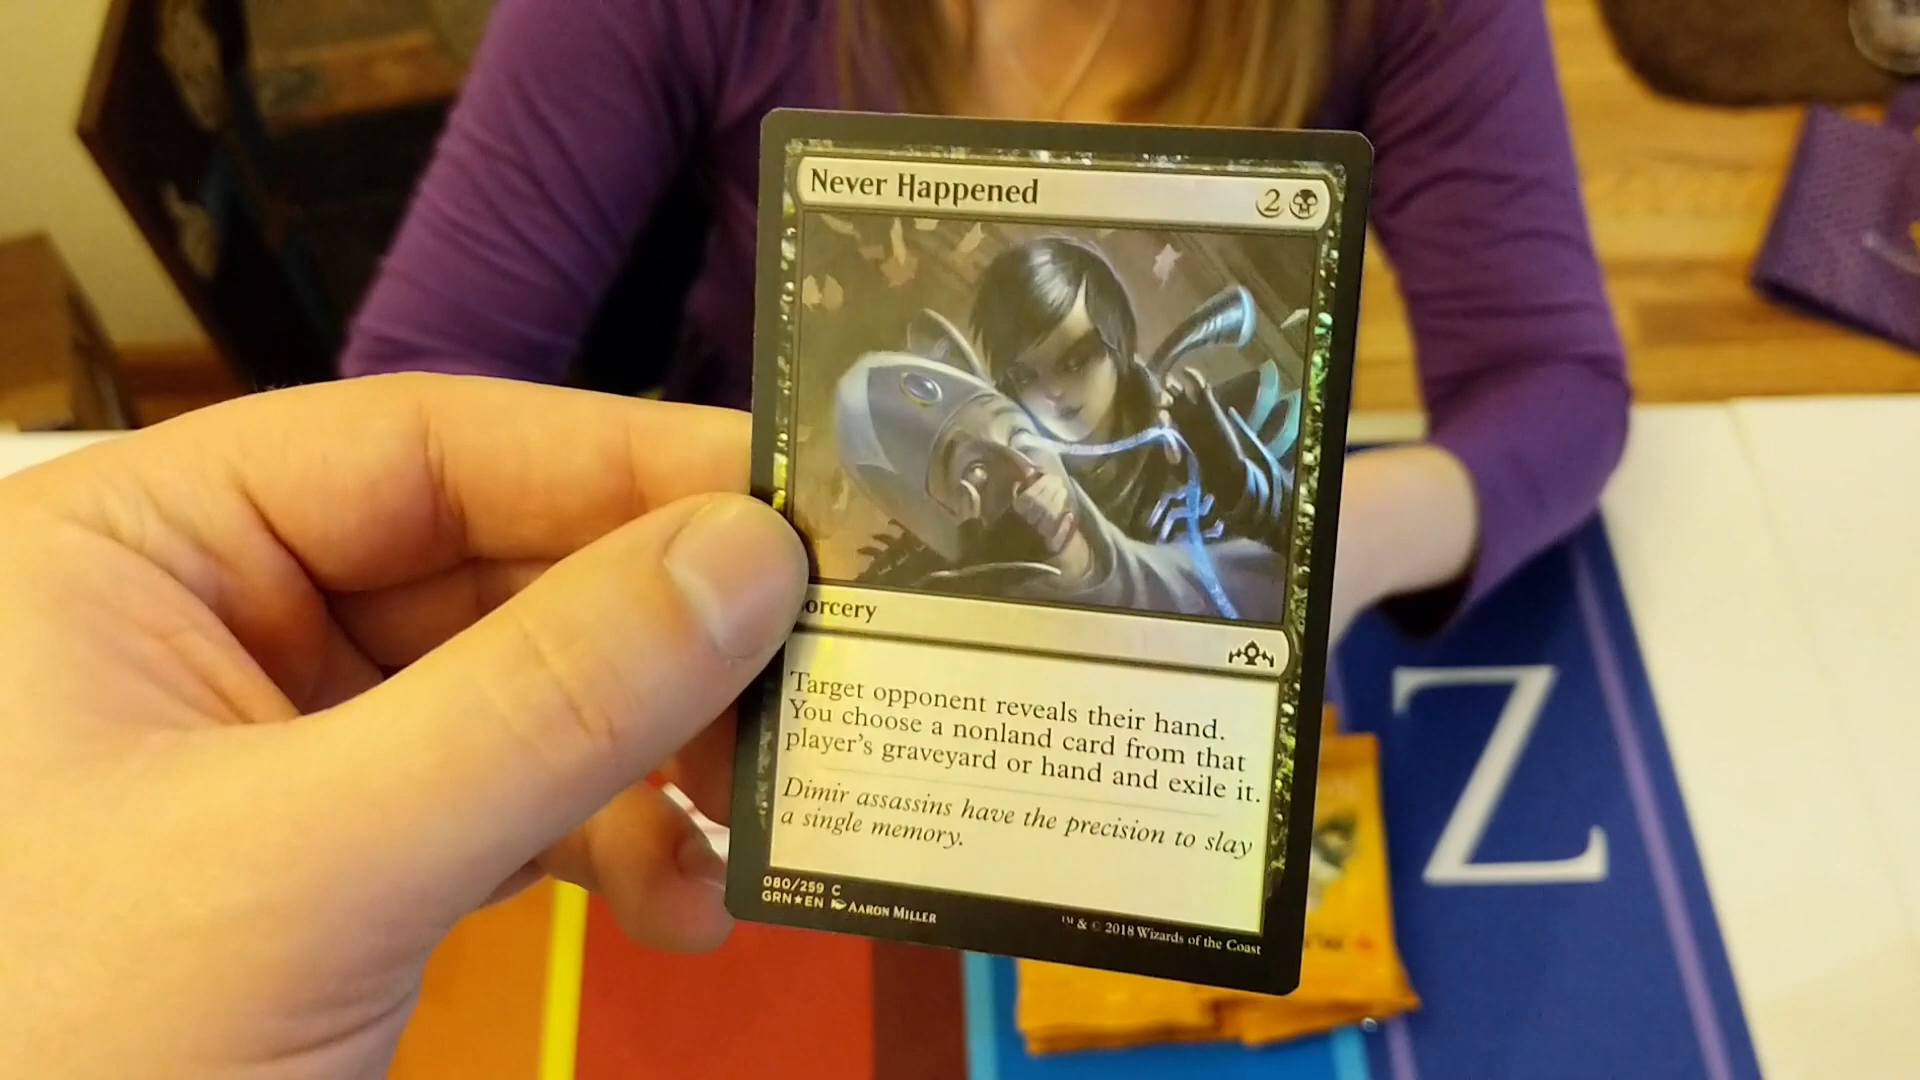 Never Happened 2
orcery
Target opponent reveals their hand.
You choose a nonland card from that
player's graveyard or hand and exile it.
Dimir assassins have the precision to slay
a single memory.
080/259 C
GRN★EN Aaron Miller
™ & © 2018 Wizards of the Coast
Z